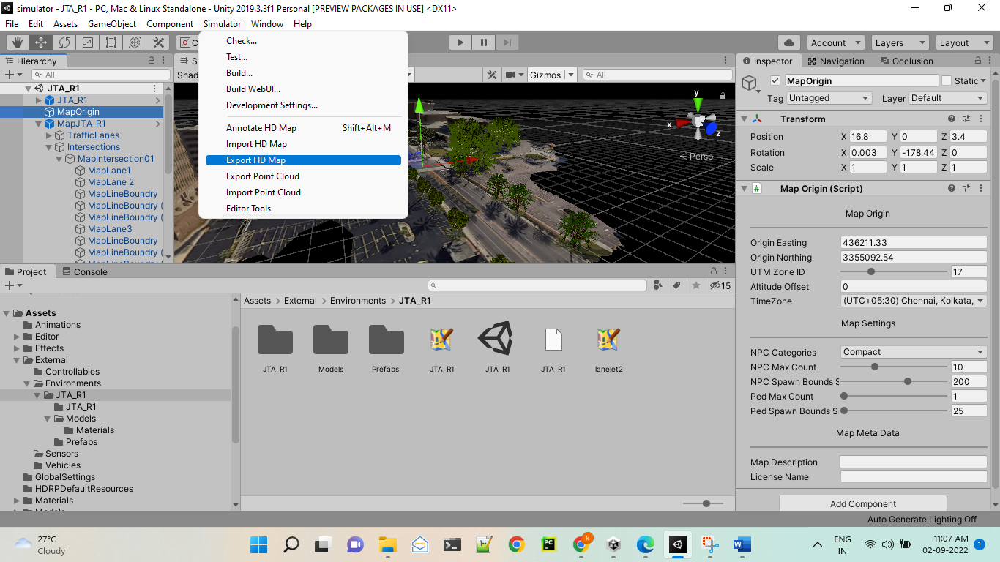 simulator - JTA_R1 - PC, Mac & Linux Standalone - Unity 2019.3.3f1 Personal [PREVIEW PACKAGES IN USE] <DX11>
File Edit Assets GameObject Component Simulator Window Help
Account Layers Layout
Check...
Test...
Build...
Build WebUI...
Development Settings...
Annotate HD Map Shift+Alt+M
Import HD Map
Export HD Map
Export Point Cloud
Import Point Cloud
Editor Tools
Hierarchy
All
JTA_R1
JTA_R1
MapOrigin
MapJTA_R1
TrafficLanes
Intersections
MapIntersection01
MapLane1
MapLane 2
MapLineBoundry
MapLineBoundry (
MapLineBoundry (
MapLane3
MapLineBoundry
MapLineBoundry (
Shad
Gizmos All
y
x
z
Persp
Inspector Navigation Occlusion
MapOrigin Static
Tag Untagged Layer Default
Transform
Position X 16.8 Y 0 Z 3.4
Rotation X 0.003 Y -178.44 Z 0
Scale X 1 Y 1 Z 1
# Map Origin (Script)
Map Origin
Origin Easting 436211.33
Origin Northing 3355092.54
UTM Zone ID 17
Altitude Offset 0
TimeZone (UTC+05:30) Chennai, Kolkata,
Map Settings
NPC Categories Compact
NPC Max Count 10
NPC Spawn Bounds S 200
Ped Max Count 1
Ped Spawn Bounds S 25
Map Meta Data
Map Description
License Name
Add Component
Auto Generate Lighting Off
Project Console
15
Assets
Animations
Editor
Effects
External
Controllables
Environments
JTA_R1
JTA_R1
Models
Materials
Prefabs
Sensors
Vehicles
GlobalSettings
HDRPDefaultResources
Materials
Assets > External > Environments > JTA_R1
JTA_R1 Models Prefabs JTA_R1 JTA_R1 JTA_R1 lanelet2
27°C
Cloudy
ENG
IN
11:07 AM
02-09-2022
1